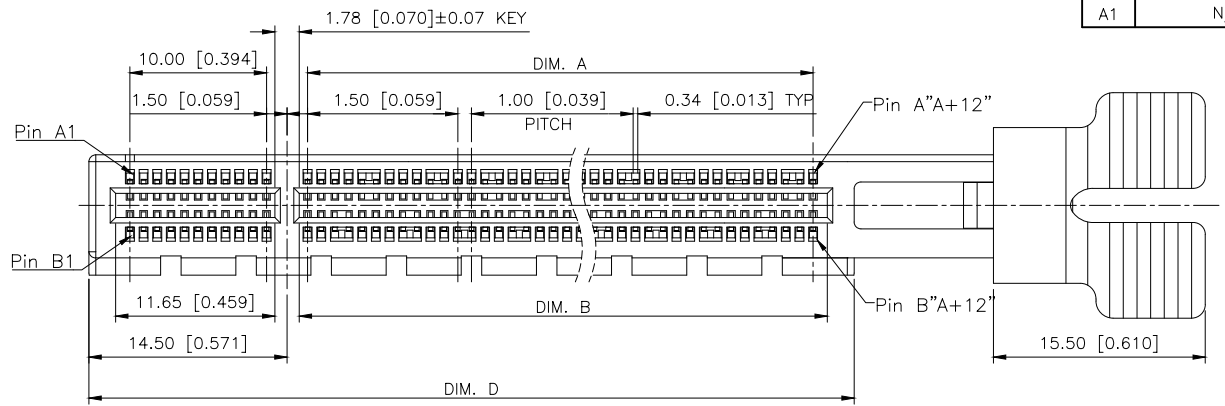 1.78 [0.070]±0.07 KEY
A1
10.00 [0.394]
DIM. A
1.50 [0.059]
1.50 [0.059]
1.00 [0.039]
PITCH
0.34 [0.013] TYP
Pin A"A+12"
Pin A1
Pin B1
Pin B"A+12"
11.65 [0.459]
DIM. B
14.50 [0.571]
15.50 [0.610]
DIM. D